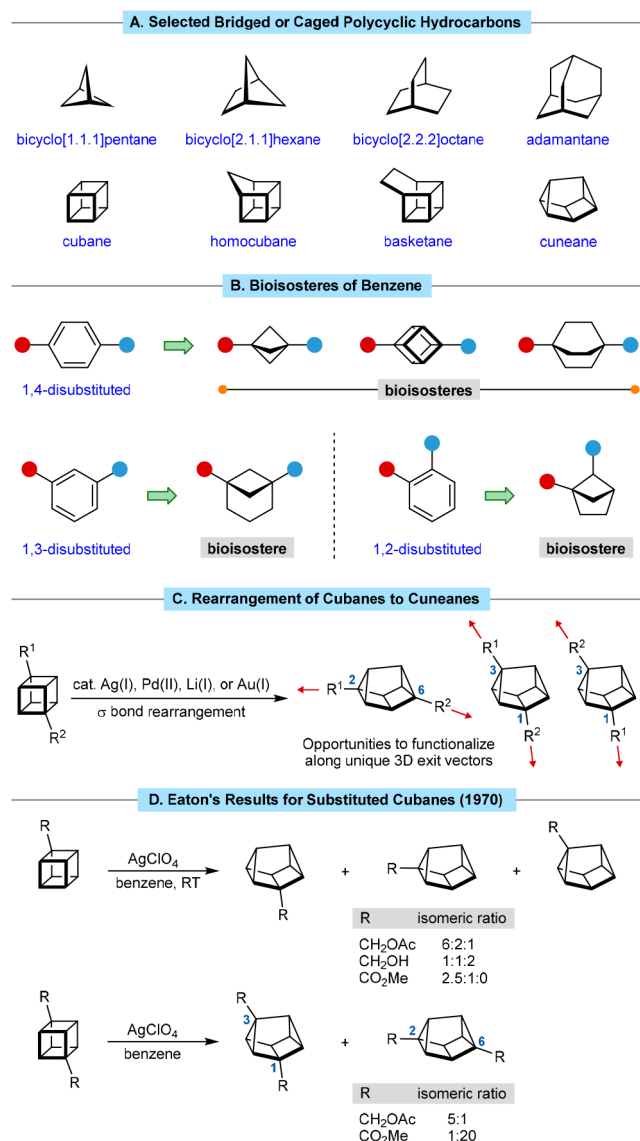 A. Selected Bridged or Caged Polycyclic Hydrocarbons
bicyclo[1.1.1]pentane bicyclo[2.1.1]hexane bicyclo[2.2.2]octane adamantane
cubane homocubane basketane cuneane
B. Bioisosteres of Benzene
1,4-disubstituted
bioisosteres
1,3-disubstituted
bioisostere
1,2-disubstituted
bioisostere
C. Rearrangement of Cubanes to Cuneanes
R¹
R²
cat. Ag(I), Pd(II), Li(I), or Au(I)
σ bond rearrangement
R¹ 2 6 R²
Opportunities to functionalize
along unique 3D exit vectors
R¹
3
1
R²
R²
3
1
R¹
D. Eaton's Results for Substituted Cubanes (1970)
R
AgClO₄
benzene, RT
R
+
R
+
R
R isomeric ratio
CH₂OAc 6:2:1
CH₂OH 1:1:2
CO₂Me 2.5:1:0
R
R
AgClO₄
benzene
R
3
1
R
+
R 2 6 R
R isomeric ratio
CH₂OAc 5:1
CO₂Me 1:20